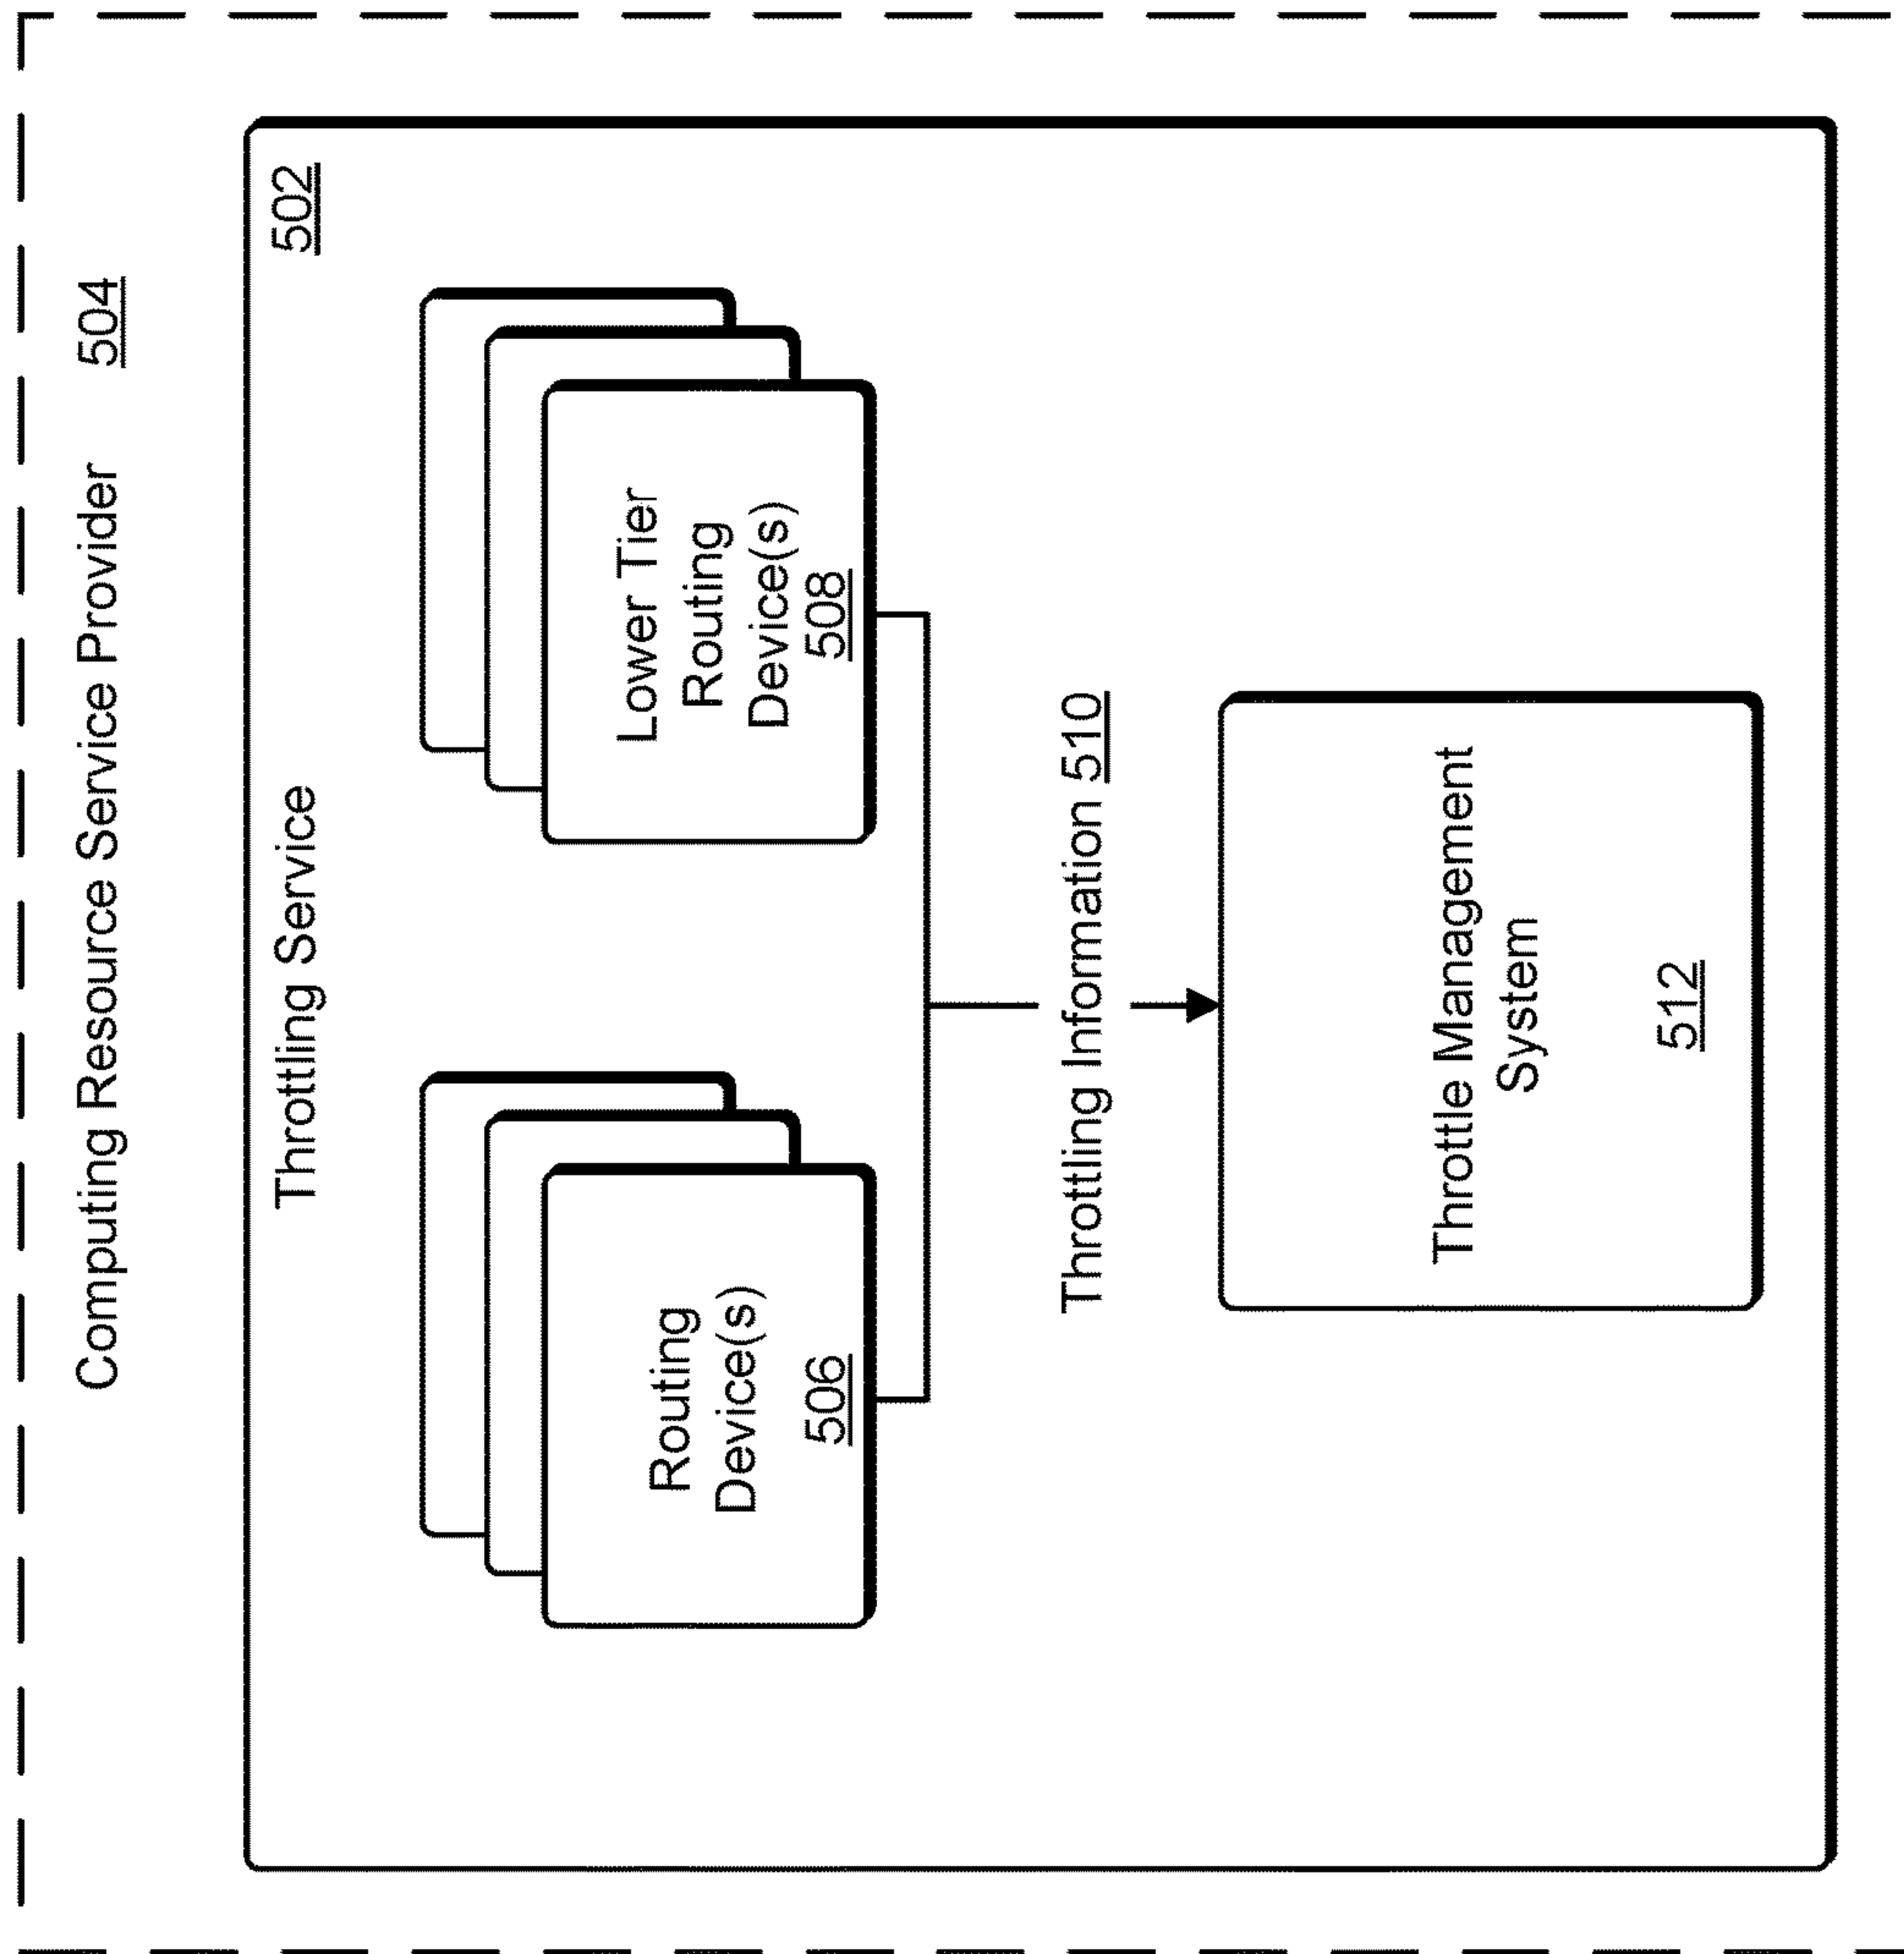 Computing Resource Service Provider 504
Throttling Service 502
Routing
Device(s)
506
Lower Tier
Routing
Device(s)
508
Throttling Information 510
Throttle Management
System
512